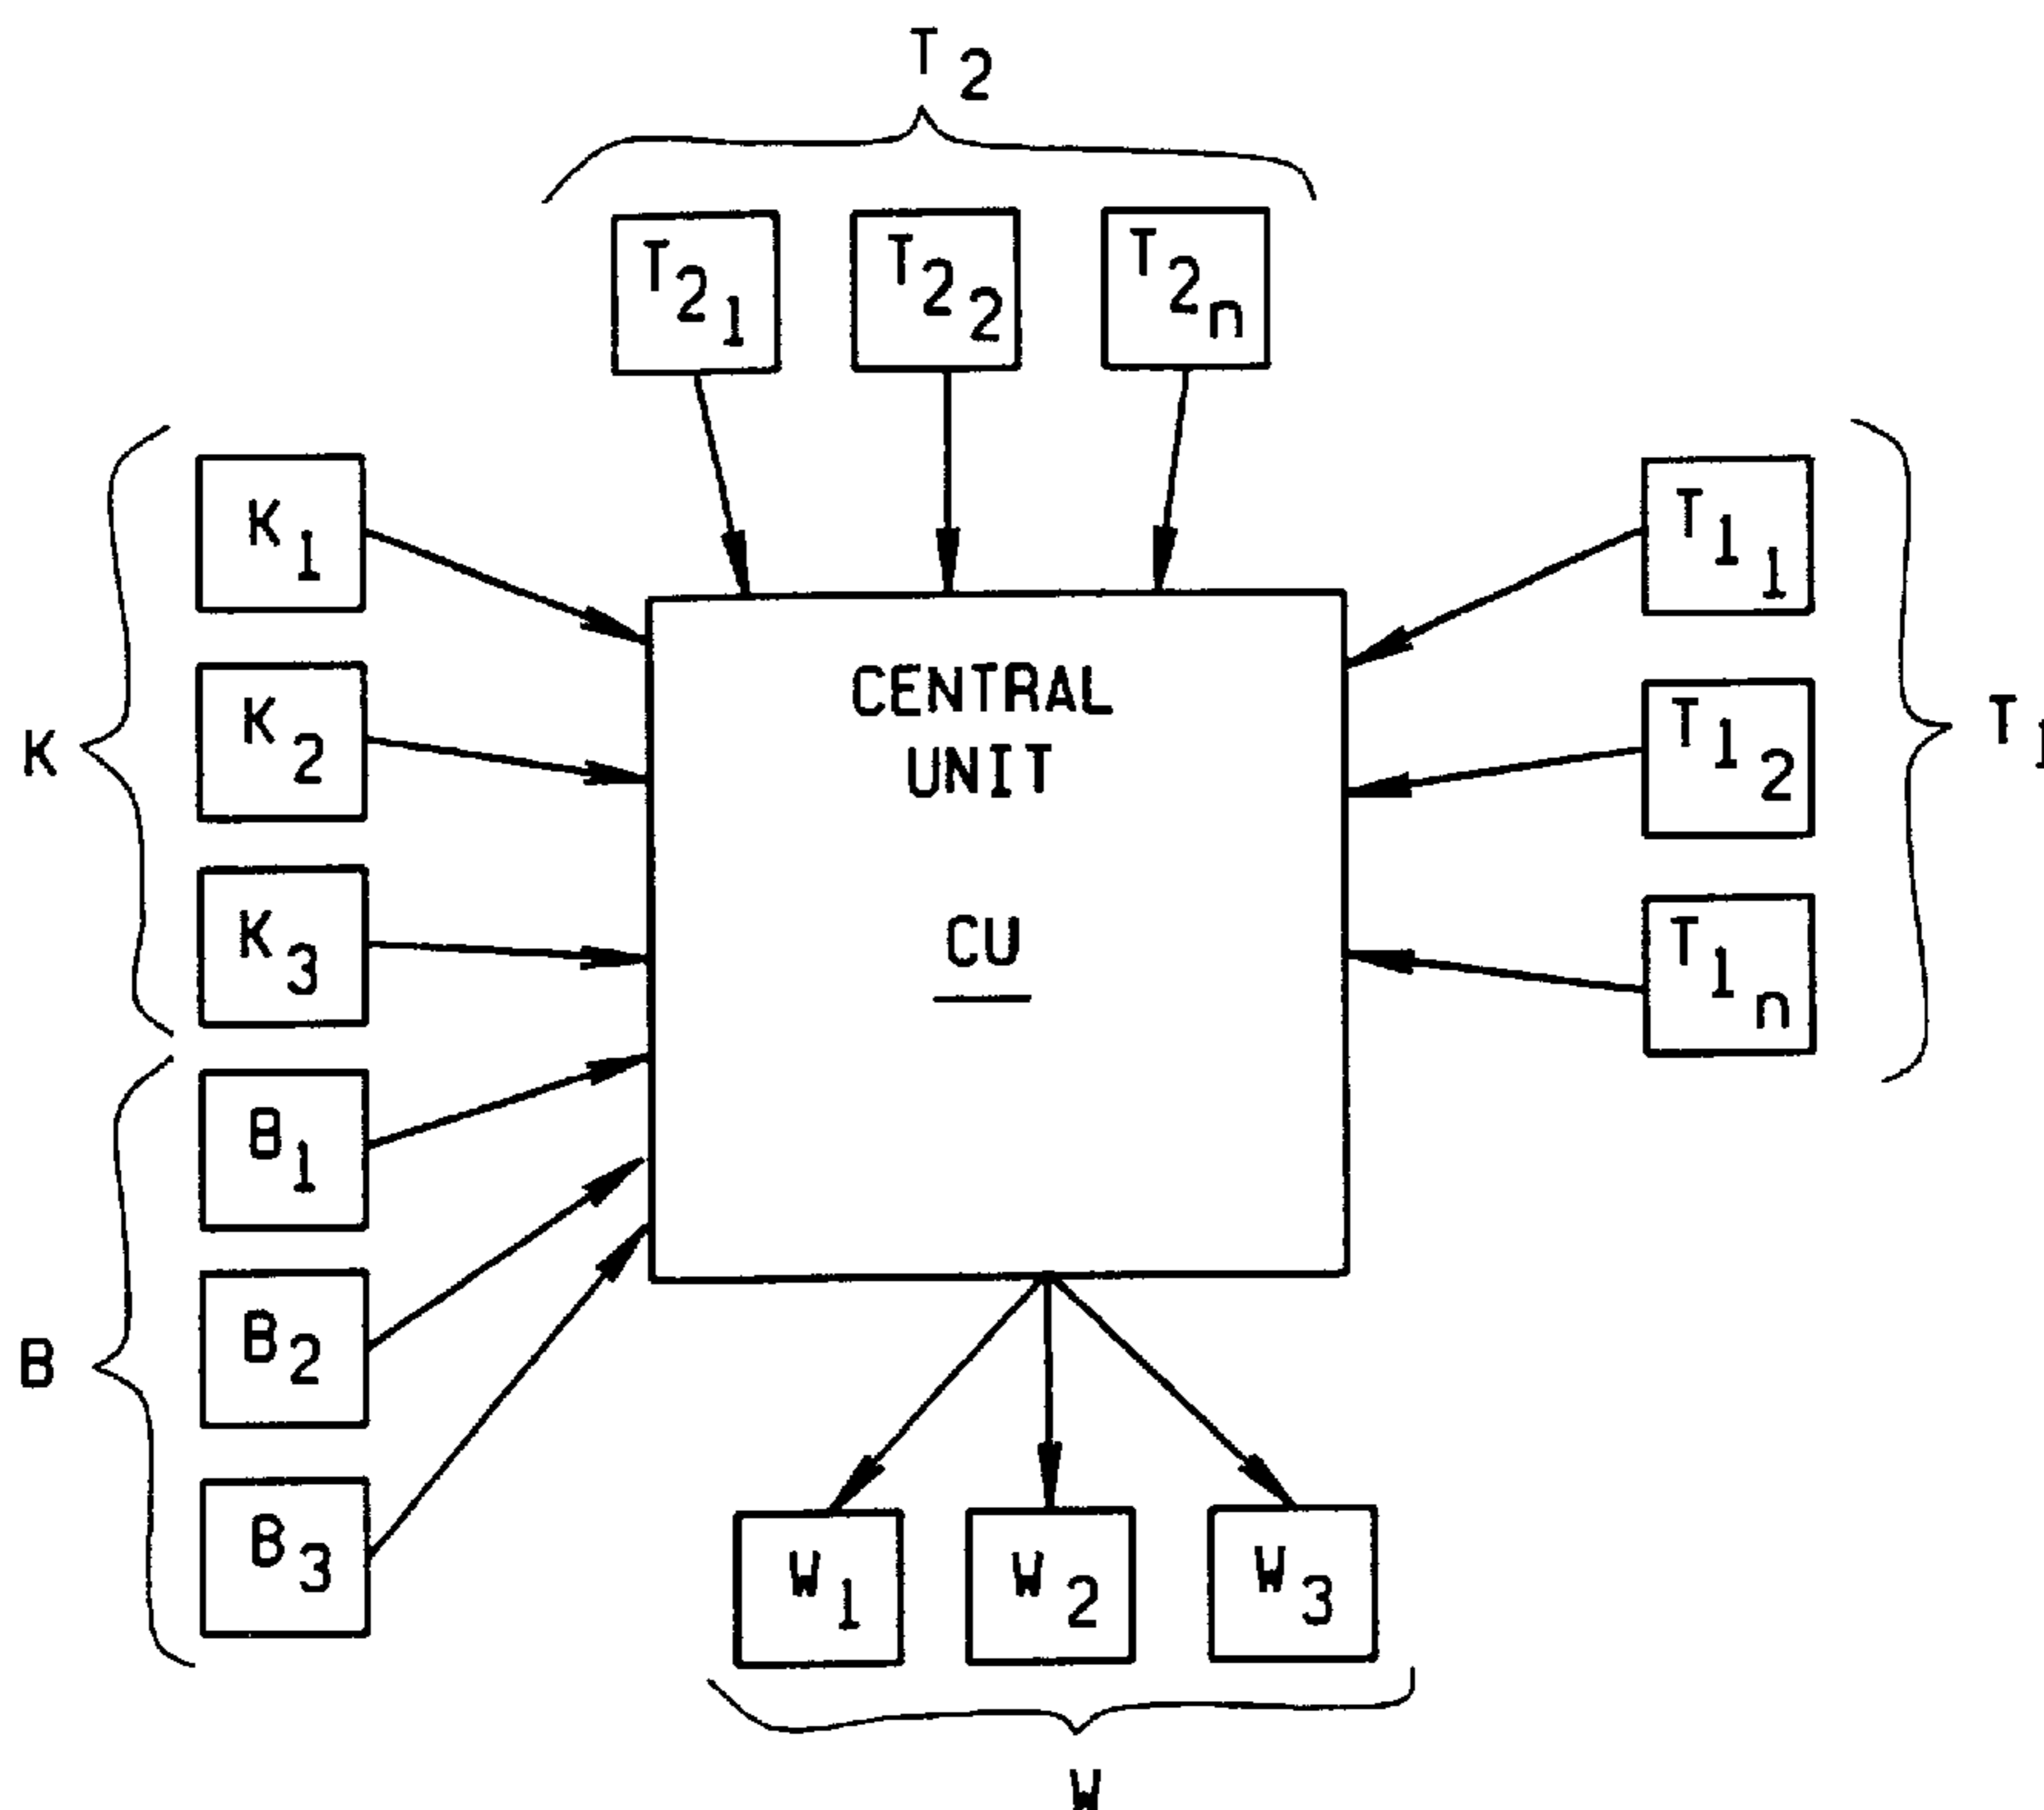 T2
T21
T22
T2n
K1
K2
K3
K
B1
B2
B3
B
CENTRAL
UNIT
CU
T11
T12
T1n
T1
W1
W2
W3
W